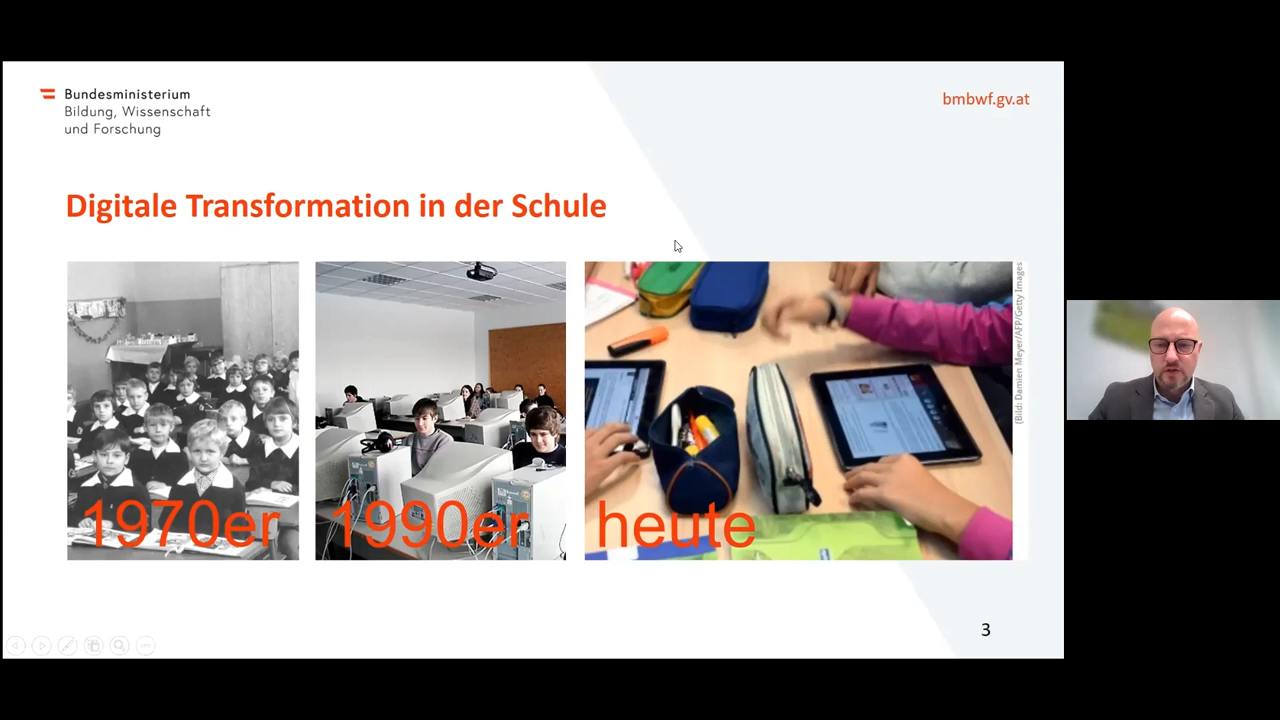 Bundesministerium
Bildung, Wissenschaft
und Forschung
bmbwf.gv.at
Digitale Transformation in der Schule
(Bild: Damien Meyer/AFP/Getty Images
1970er
1990er
heute
3